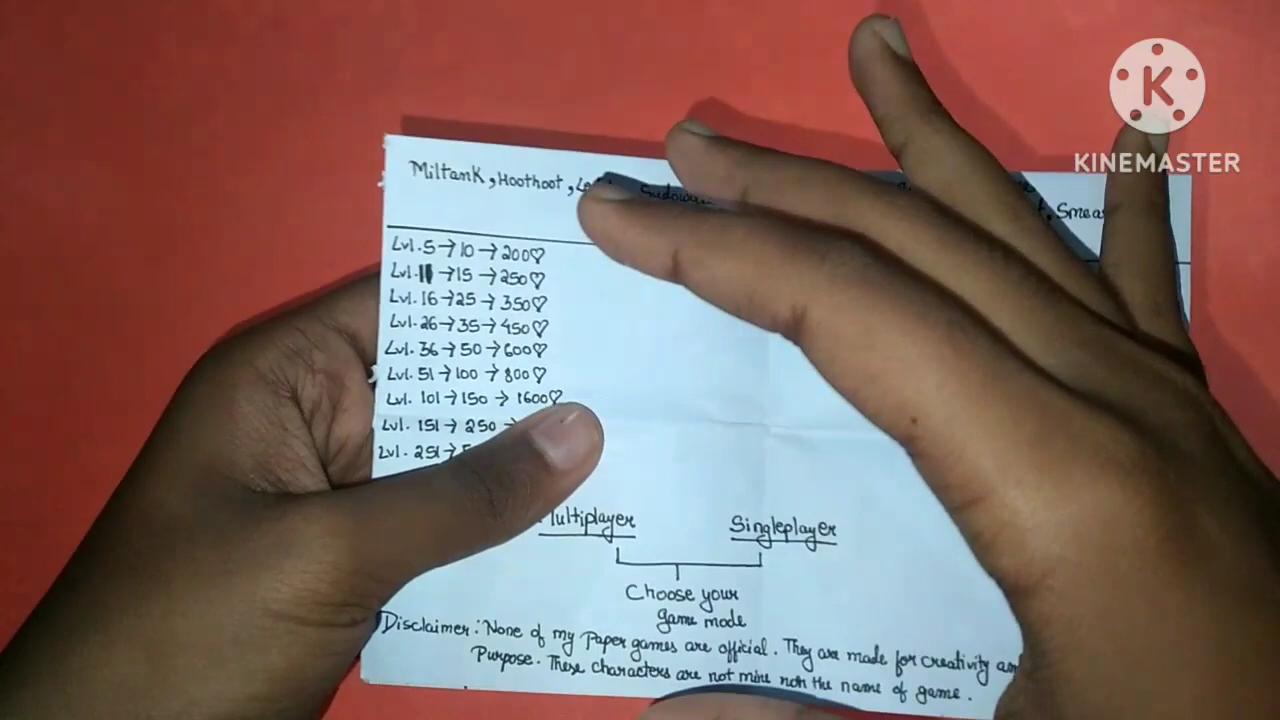 Miltank, Hoothoot,
Smea
Lvl. 5→10→200♡
Lvl. 11→15→250♡
Lvl. 16→25→350♡
Lvl. 26→35→450♡
Lvl. 36→50→600♡
Lvl. 51→100→800♡
Lvl. 101→150→1600♡
Lvl. 151→250→
Lvl. 251→
Multiplayer Singleplayer
Choose your
game mode
Disclaimer: None of my Paper games are official. They are made for creativity
Purpose. These characters are not mine nor the name of game.
K
KINEMASTER